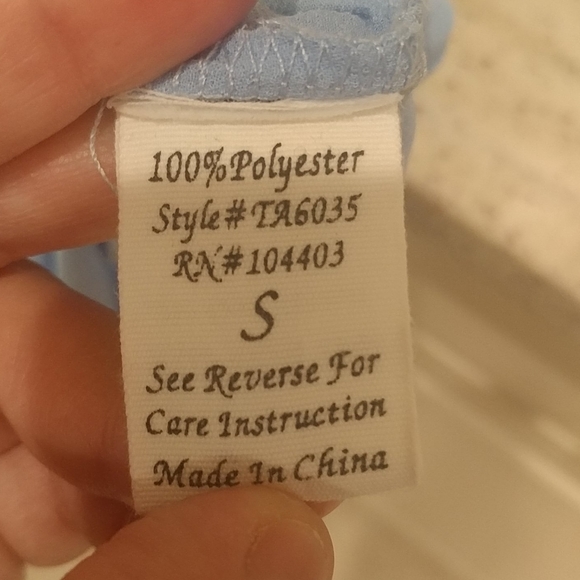 100%Polyester
Style#TA6035
RN#104403
S
See Reverse For
Care Instruction
Made In China